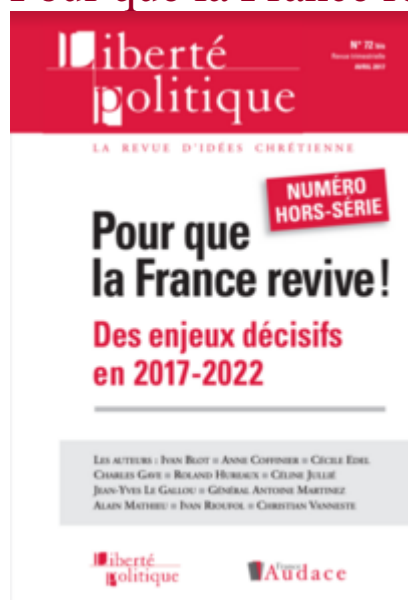 Liberté
politique
N° 72 bis
Revue trimestrielle
AVRIL 2017
LA REVUE D'IDÉES CHRÉTIENNE
NUMÉRO
HORS-SÉRIE
Pour que
la France revive !
Des enjeux décisifs
en 2017-2022
LES AUTEURS : IVAN BLOT ■ ANNE COFFINIER ■ CÉCILE EDEL
CHARLES GAVE ■ ROLAND HUREAUX ■ CÉLINE JULLIÉ
JEAN-YVES LE GALLOU ■ GÉNÉRAL ANTOINE MARTINEZ
ALAIN MATHIEU ■ IVAN RIOUFOL ■ CHRISTIAN VANNESTE
Liberté
politique
France
Audace